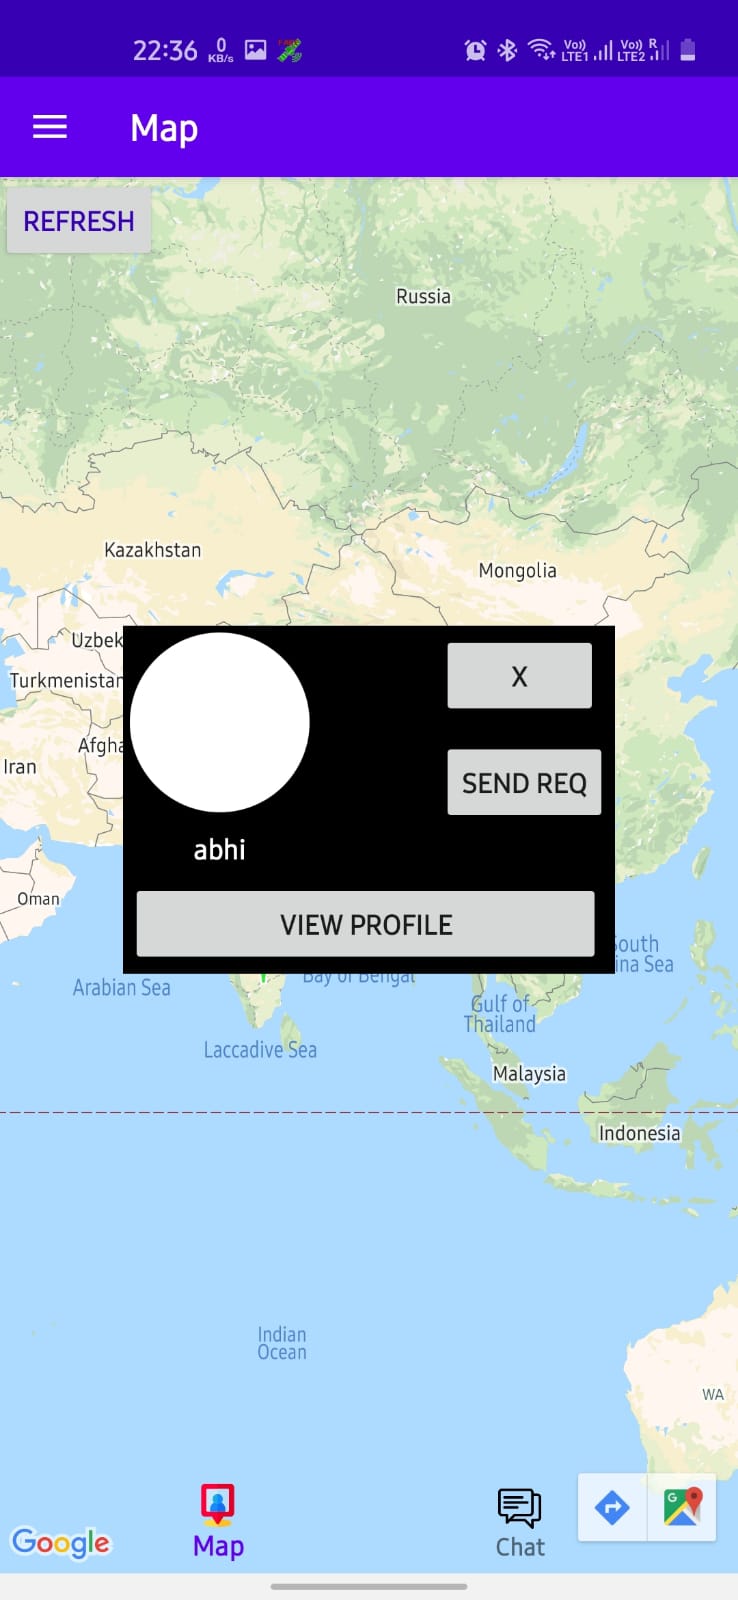 22:36 0 KB/s Vo)) LTE1 Vo)) R LTE2
Map
REFRESH
Russia
Kazakhstan
Mongolia
Uzbek
Turkmenistan
Afgha
Iran
X
SEND REQ
abhi
Oman
VIEW PROFILE
South
ina Sea
Arabian Sea
Bay of Bengal
Gulf of
Thailand
Laccadive Sea
Malaysia
Indonesia
Indian
Ocean
WA
G
Google
Map
Chat